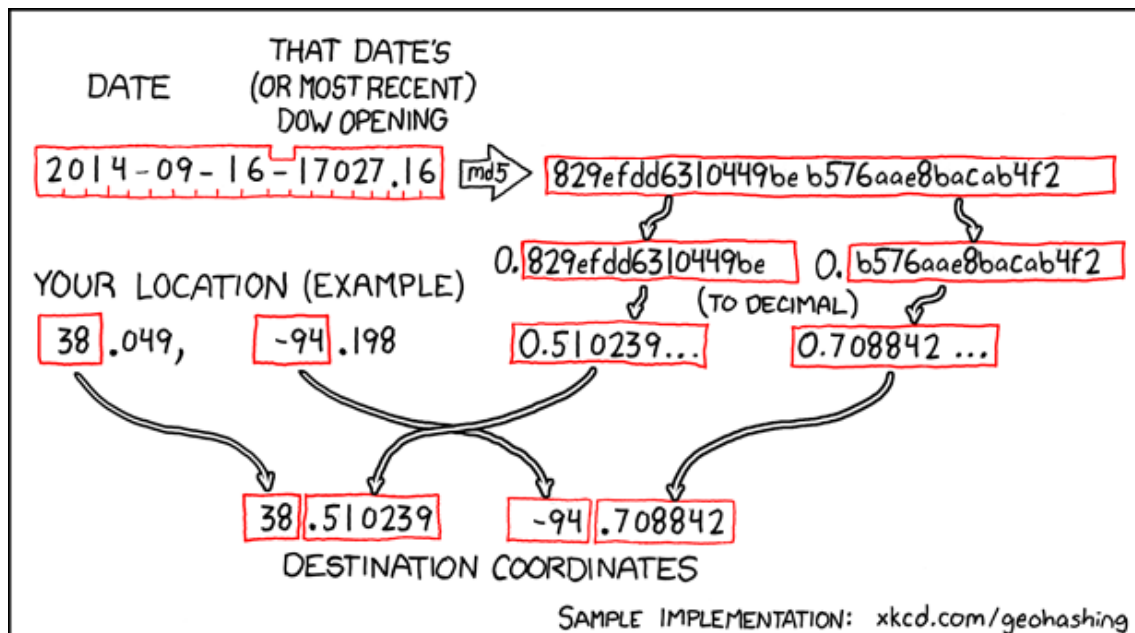 DATE
THAT DATE'S
(OR MOST RECENT)
DOW OPENING
2014-09-16-17027.16
md5
829efdd6310449be b576aae8bacab4f2
0.829efdd6310449be
0.b576aae8bacab4f2
YOUR LOCATION (EXAMPLE)
(TO DECIMAL)
38.049, -94.198
0.510239...
0.708842...
38.510239
-94.708842
DESTINATION COORDINATES
SAMPLE IMPLEMENTATION: xkcd.com/geohashing